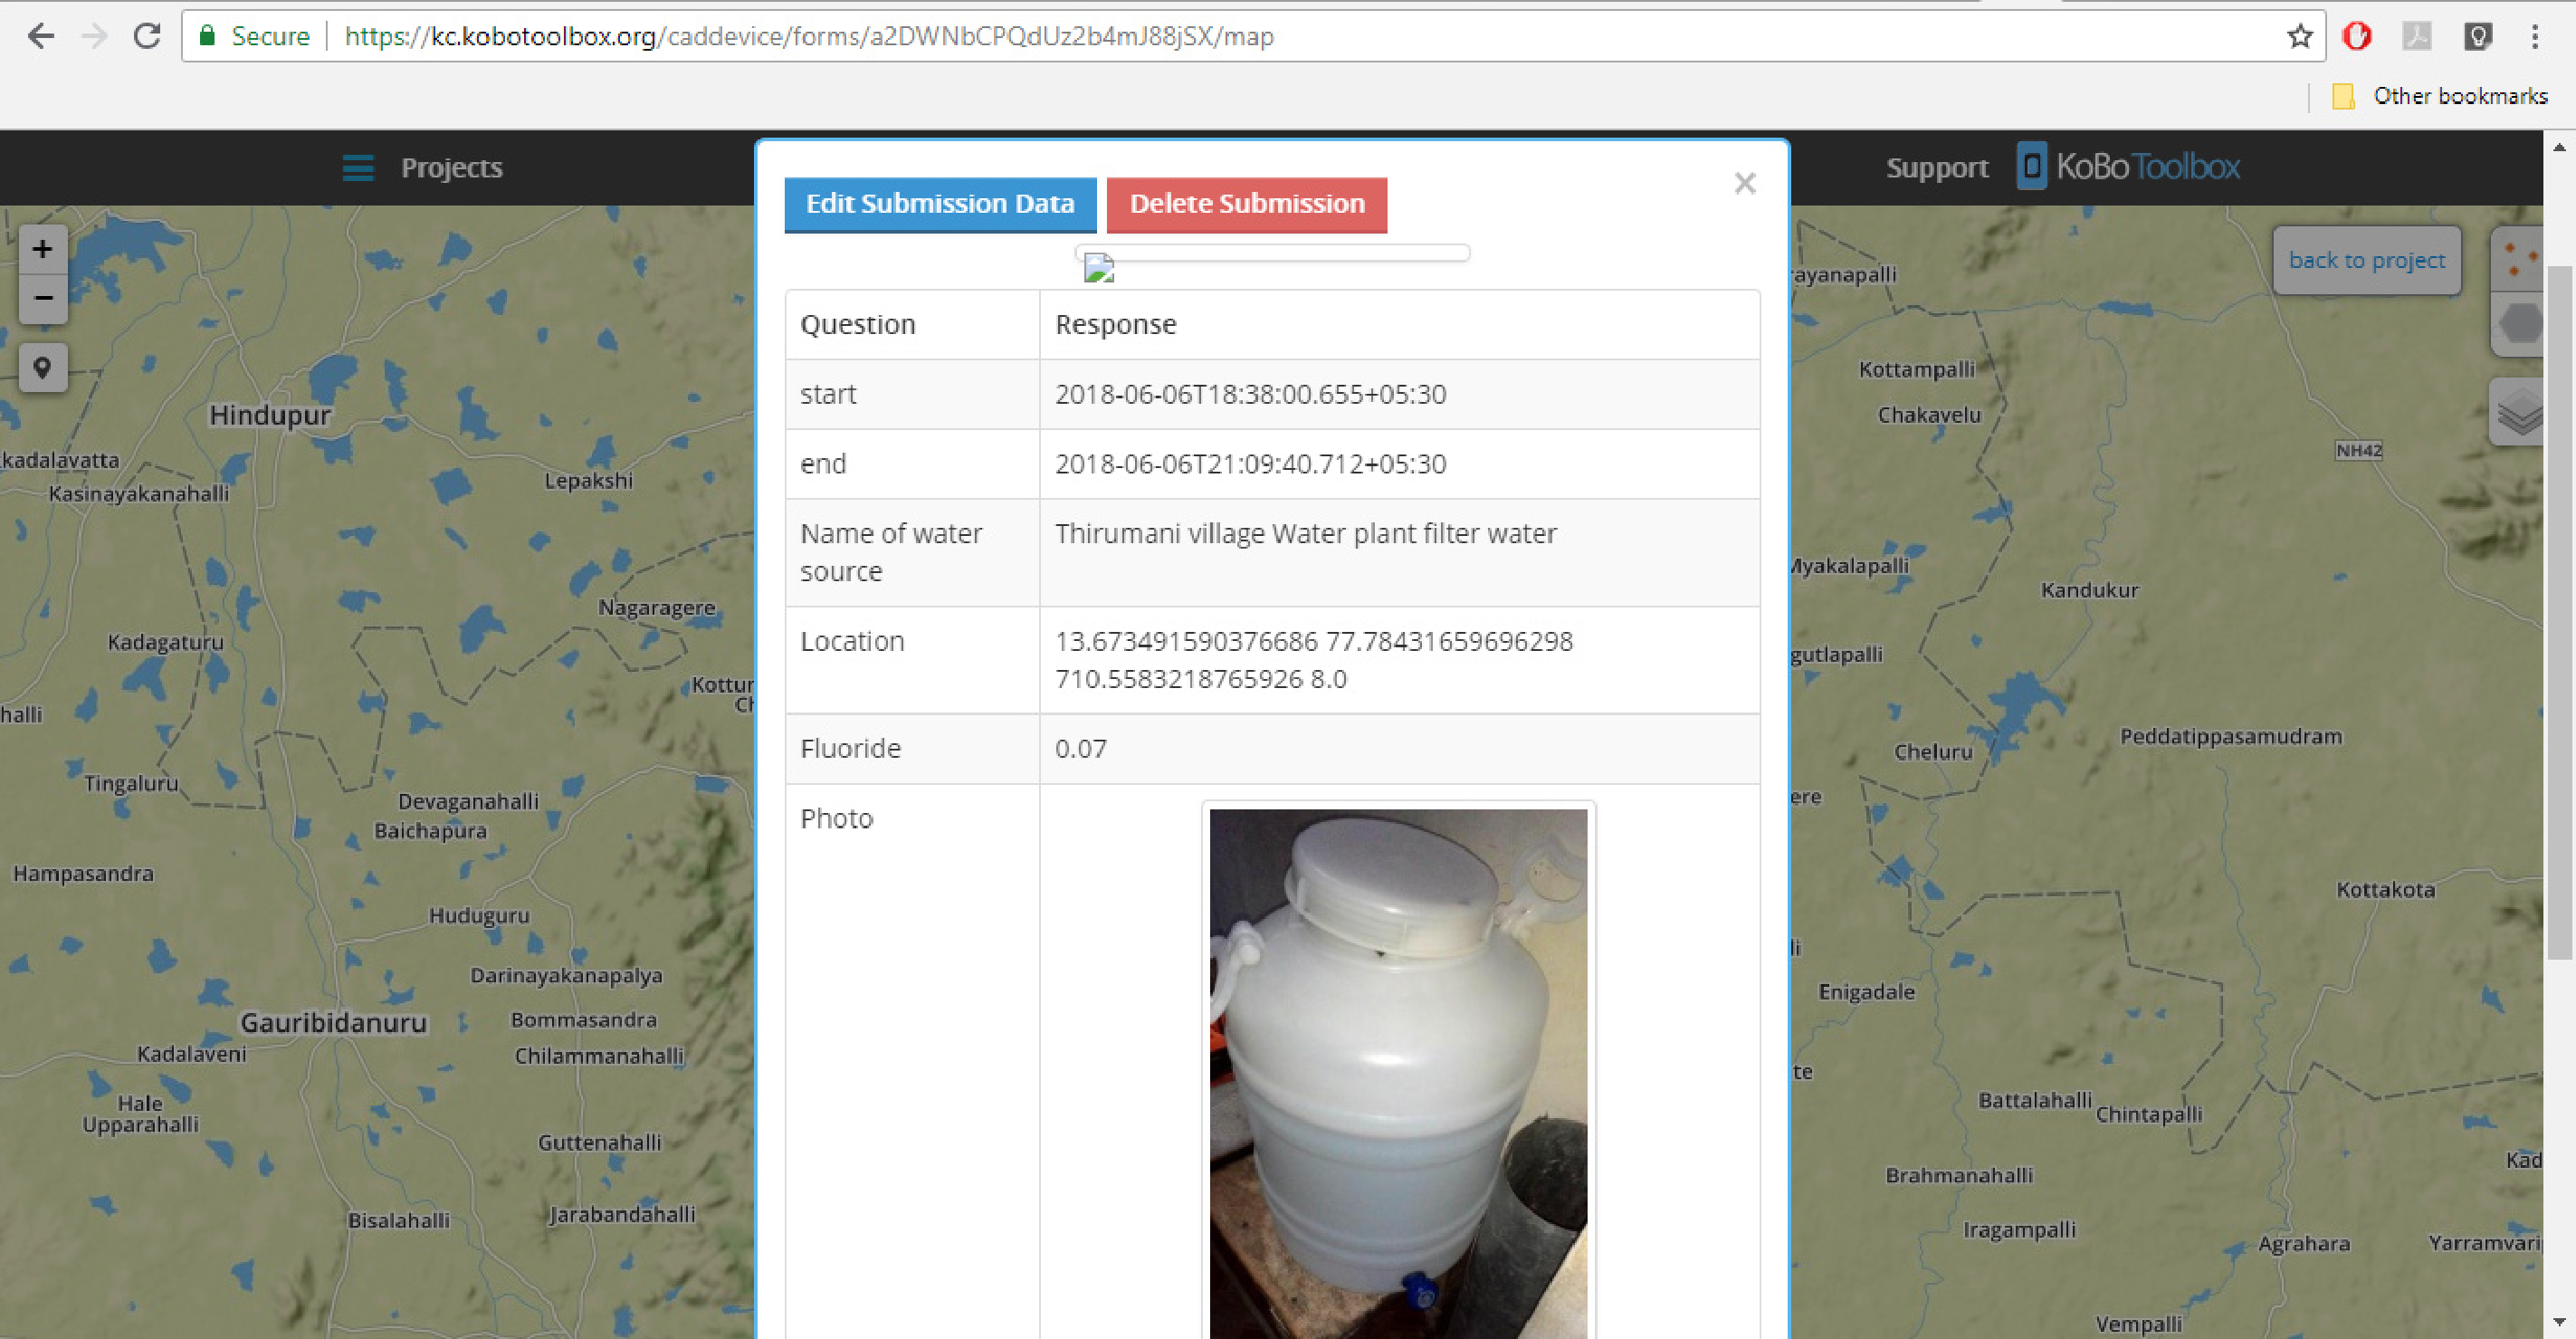 Secure https://kc.kobotoolbox.org/caddevice/forms/a2DWNbCPQdUz2b4mJ88jSX/map
Other bookmarks
Projects
Support KoBoToolbox
Edit Submission Data Delete Submission
×
+
−
back to project
Question Response
start 2018-06-06T18:38:00.655+05:30
end 2018-06-06T21:09:40.712+05:30
Name of water Thirumani village Water plant filter water
source
Location 13.673491590376686 77.78431659696298
710.5583218765926 8.0
Fluoride 0.07
Photo
Hindupur
kadalavatta
Kasinayakanahalli
Lepakshi
Nagaragere
Kadagaturu
Kottur
Ch
halli
Tingaluru
Devaganahalli
Baichapura
Hampasandra
Huduguru
Darinayakanapalya
Gauribidanuru
Bommasandra
Kadalaveni
Chilammanahalli
Hale
Upparahalli
Guttenahalli
Bisalahalli
Jarabandahalli
rayanapalli
Kottampalli
Chakavelu
NH42
Myakalapalli
Kandukur
gutlapalli
Cheluru
Peddatippasamudram
ere
Kottakota
li
Enigadale
te
Battalahalli
Chintapalli
Kad
Brahmanahalli
Iragampalli
Agrahara
Yarramvari
Vempalli